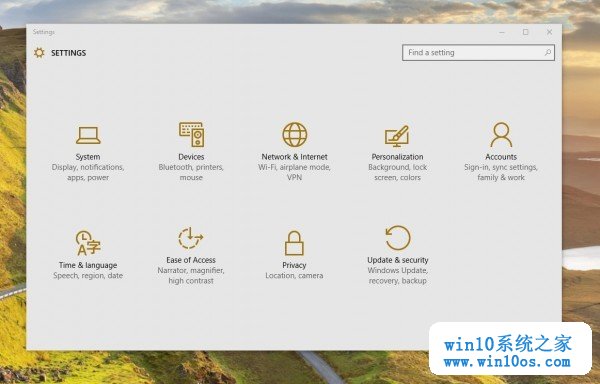 Settings
SETTINGS
Find a setting
System
Display, notifications,
apps, power
Devices
Bluetooth, printers,
mouse
Network & Internet
Wi-Fi, airplane mode,
VPN
Personalization
Background, lock
screen, colors
Accounts
Sign-in, sync settings,
family & work
A字
Time & language
Speech, region, date
Ease of Access
Narrator, magnifier,
high contrast
Privacy
Location, camera
Update & security
Windows Update,
recovery, backup
win10系统之家
www.win10os.com